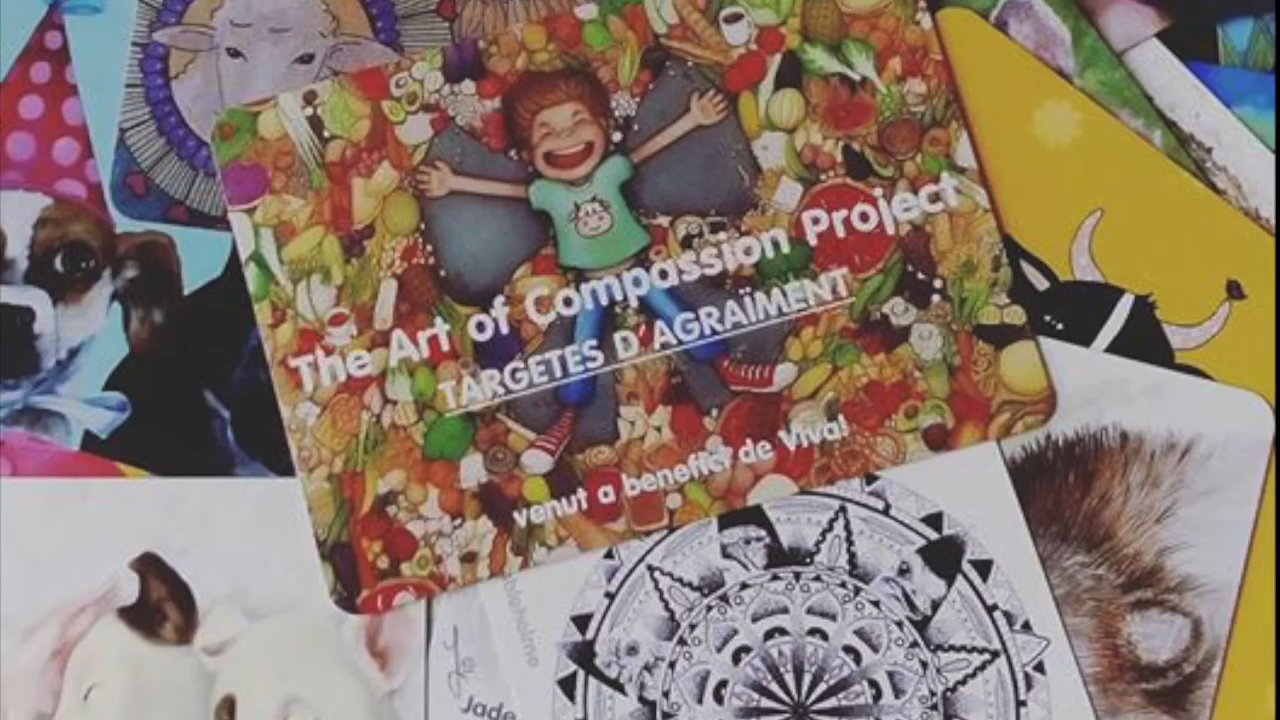 The Art of Compassion Project
TARGETES D'AGRAÏMENT
venut a benefici de Viva!
Jade